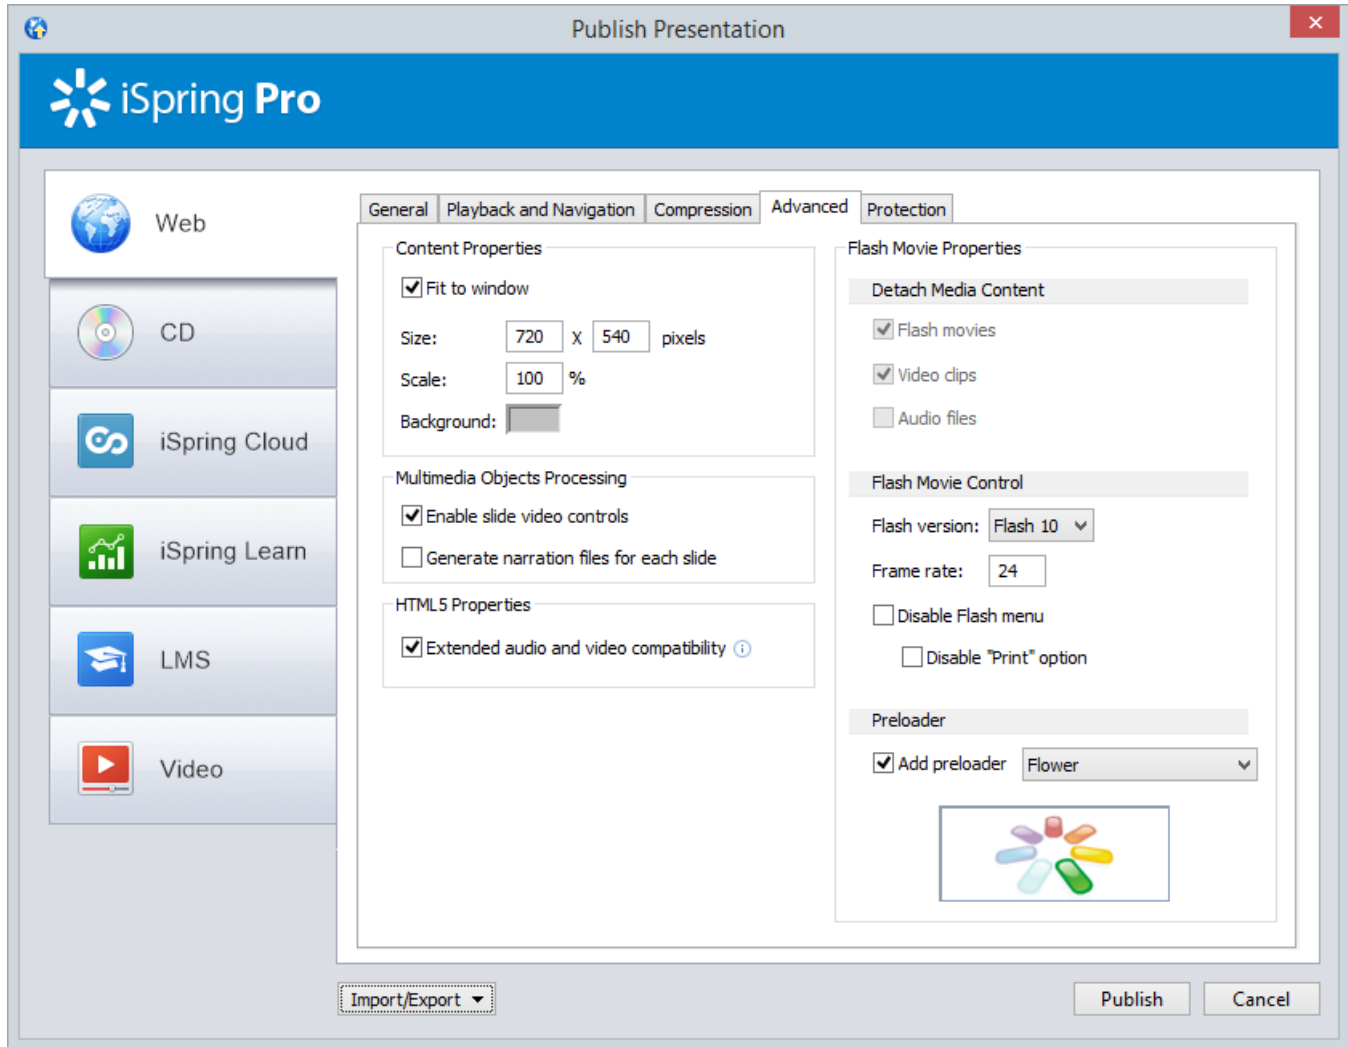 Publish Presentation
iSpring Pro
Web
CD
iSpring Cloud
iSpring Learn
LMS
Video
General Playback and Navigation Compression Advanced Protection
Content Properties
Fit to window
Size: 720 X 540 pixels
Scale: 100 %
Background:
Multimedia Objects Processing
Enable slide video controls
Generate narration files for each slide
HTML5 Properties
Extended audio and video compatibility
Flash Movie Properties
Detach Media Content
Flash movies
Video clips
Audio files
Flash Movie Control
Flash version: Flash 10
Frame rate: 24
Disable Flash menu
Disable "Print" option
Preloader
Add preloader Flower
Import/Export
Publish Cancel